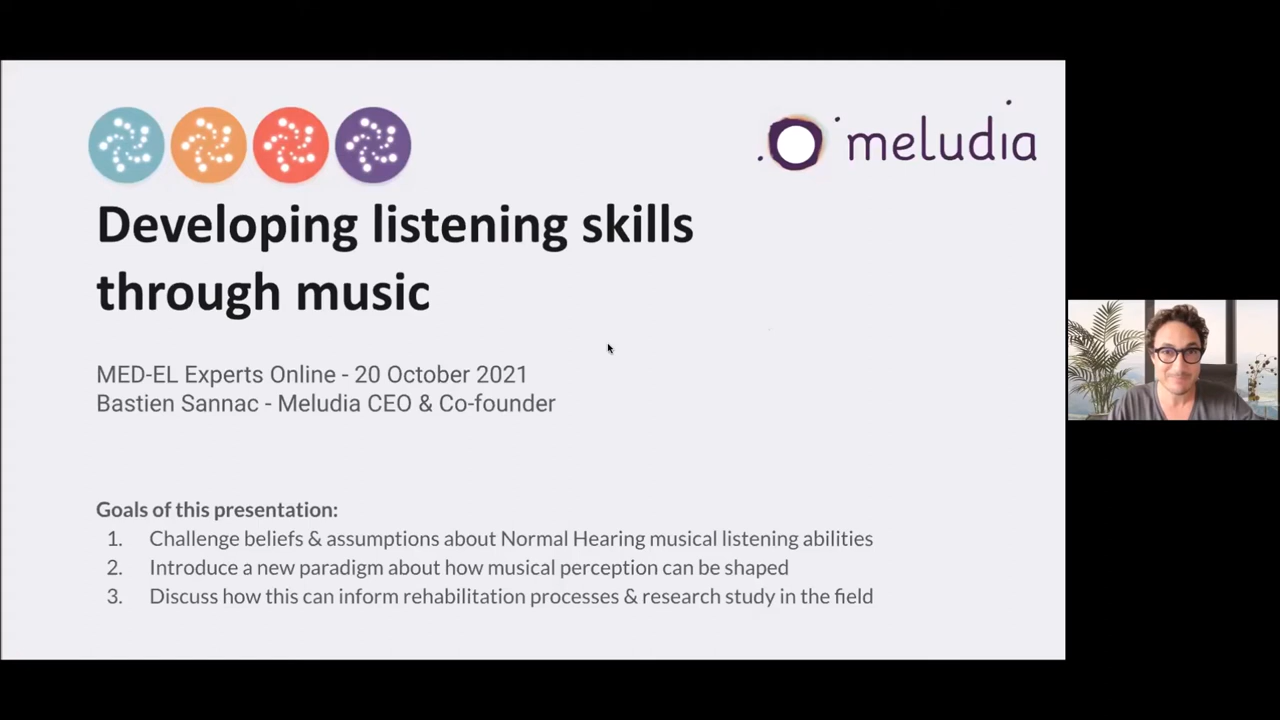 meludia
Developing listening skills
through music
MED-EL Experts Online - 20 October 2021
Bastien Sannac - Meludia CEO & Co-founder
Goals of this presentation:
1. Challenge beliefs & assumptions about Normal Hearing musical listening abilities
2. Introduce a new paradigm about how musical perception can be shaped
3. Discuss how this can inform rehabilitation processes & research study in the field